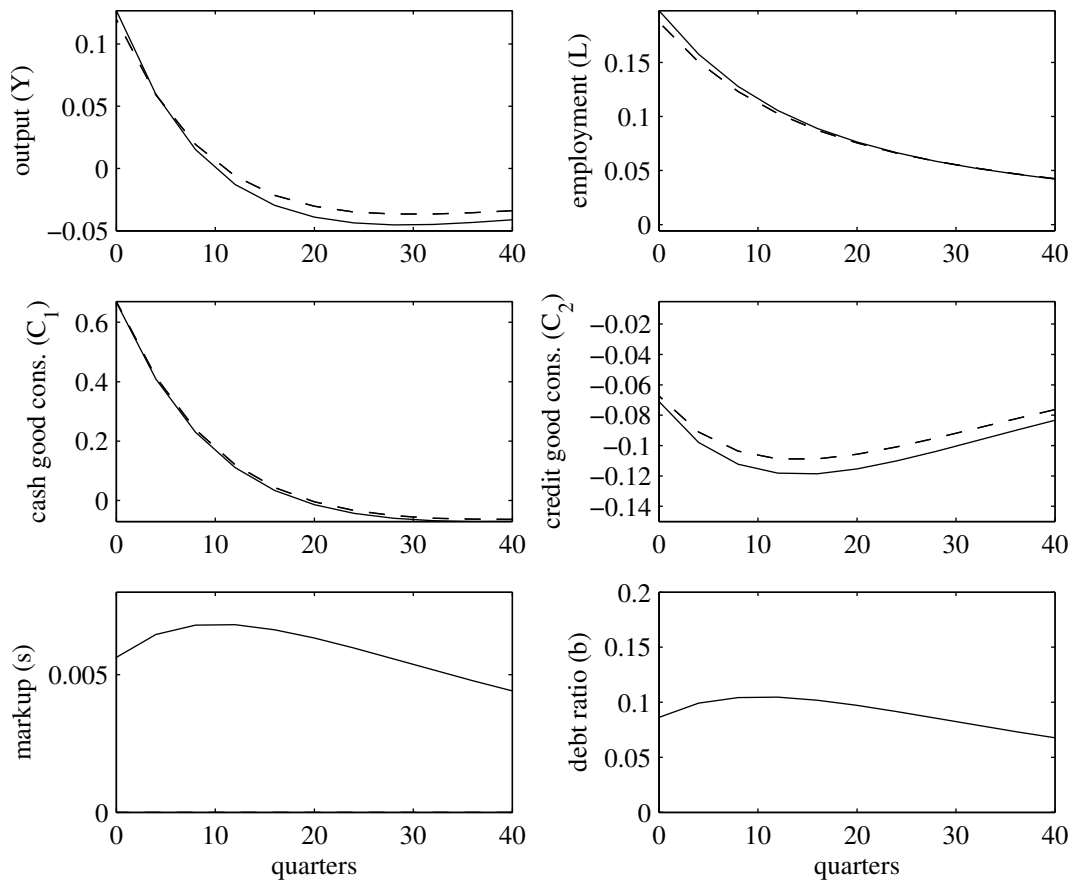 output (Y)
0.1
0.05
0
−0.05
0 10 20 30 40
employment (L)
0.15
0.1
0.05
0
0 10 20 30 40
cash good cons. (C1)
0.6
0.4
0.2
0
0 10 20 30 40
credit good cons. (C2)
−0.02
−0.04
−0.06
−0.08
−0.1
−0.12
−0.14
0 10 20 30 40
markup (s)
0.005
0
0 10 20 30 40
quarters
debt ratio (b)
0.2
0.15
0.1
0.05
0
0 10 20 30 40
quarters